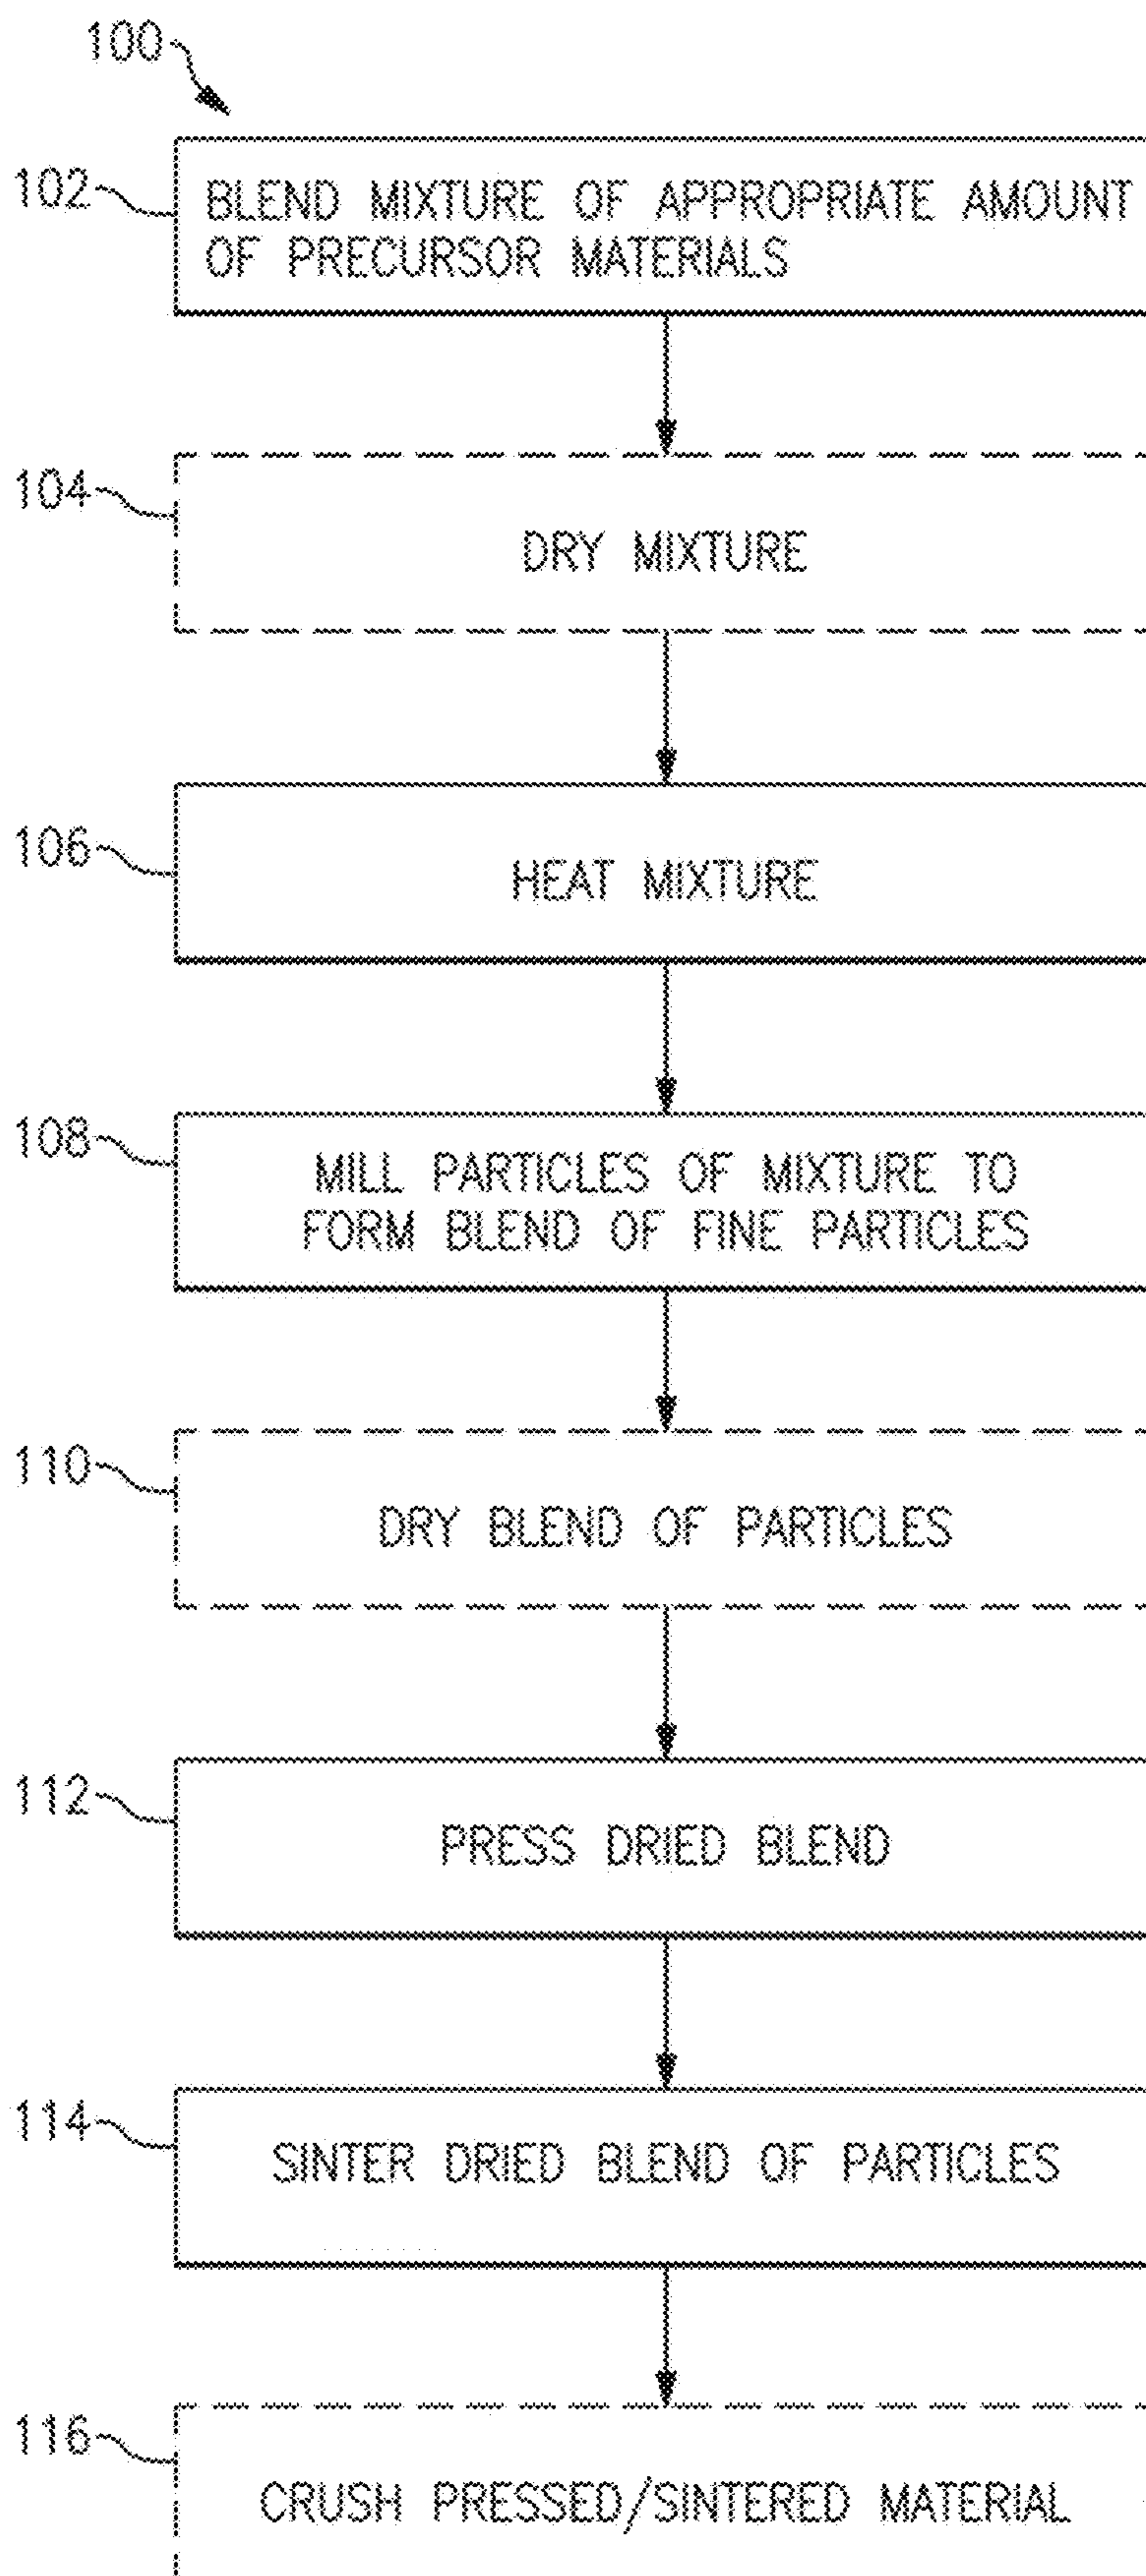 100
102
BLEND MIXTURE OF APPROPRIATE AMOUNT
OF PRECURSOR MATERIALS
104
DRY MIXTURE
106
HEAT MIXTURE
108
MILL PARTICLES OF MIXTURE TO
FORM BLEND OF FINE PARTICLES
110
DRY BLEND OF PARTICLES
112
PRESS DRIED BLEND
114
SINTER DRIED BLEND OF PARTICLES
116
CRUSH PRESSED/SINTERED MATERIAL